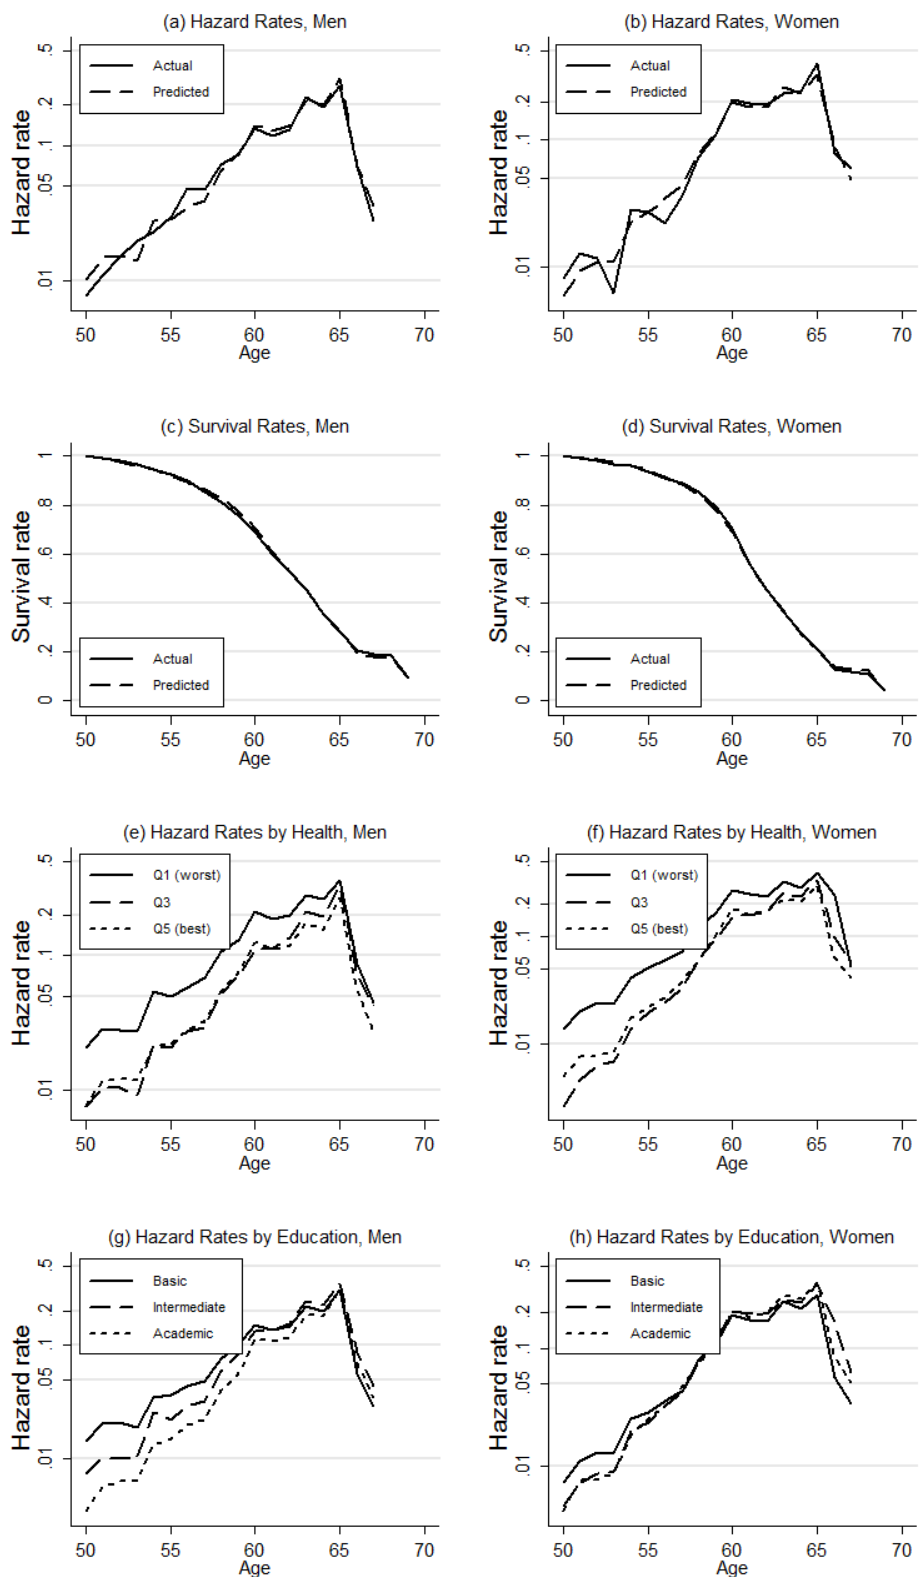 (a) Hazard Rates, Men
Hazard rate
.5
.2
.1
.05
.01
Actual
Predicted
50 55 60 65 70
Age
(b) Hazard Rates, Women
Hazard rate
.5
.2
.1
.05
.01
Actual
Predicted
50 55 60 65 70
Age
(c) Survival Rates, Men
Survival rate
1
.8
.6
.4
.2
0
Actual
Predicted
50 55 60 65 70
Age
(d) Survival Rates, Women
Survival rate
1
.8
.6
.4
.2
0
Actual
Predicted
50 55 60 65 70
Age
(e) Hazard Rates by Health, Men
Hazard rate
.5
.2
.1
.05
.01
Q1 (worst)
Q3
Q5 (best)
50 55 60 65 70
Age
(f) Hazard Rates by Health, Women
Hazard rate
.5
.2
.1
.05
.01
Q1 (worst)
Q3
Q5 (best)
50 55 60 65 70
Age
(g) Hazard Rates by Education, Men
Hazard rate
.5
.2
.1
.05
.01
Basic
Intermediate
Academic
50 55 60 65 70
Age
(h) Hazard Rates by Education, Women
Hazard rate
.5
.2
.1
.05
.01
Basic
Intermediate
Academic
50 55 60 65 70
Age